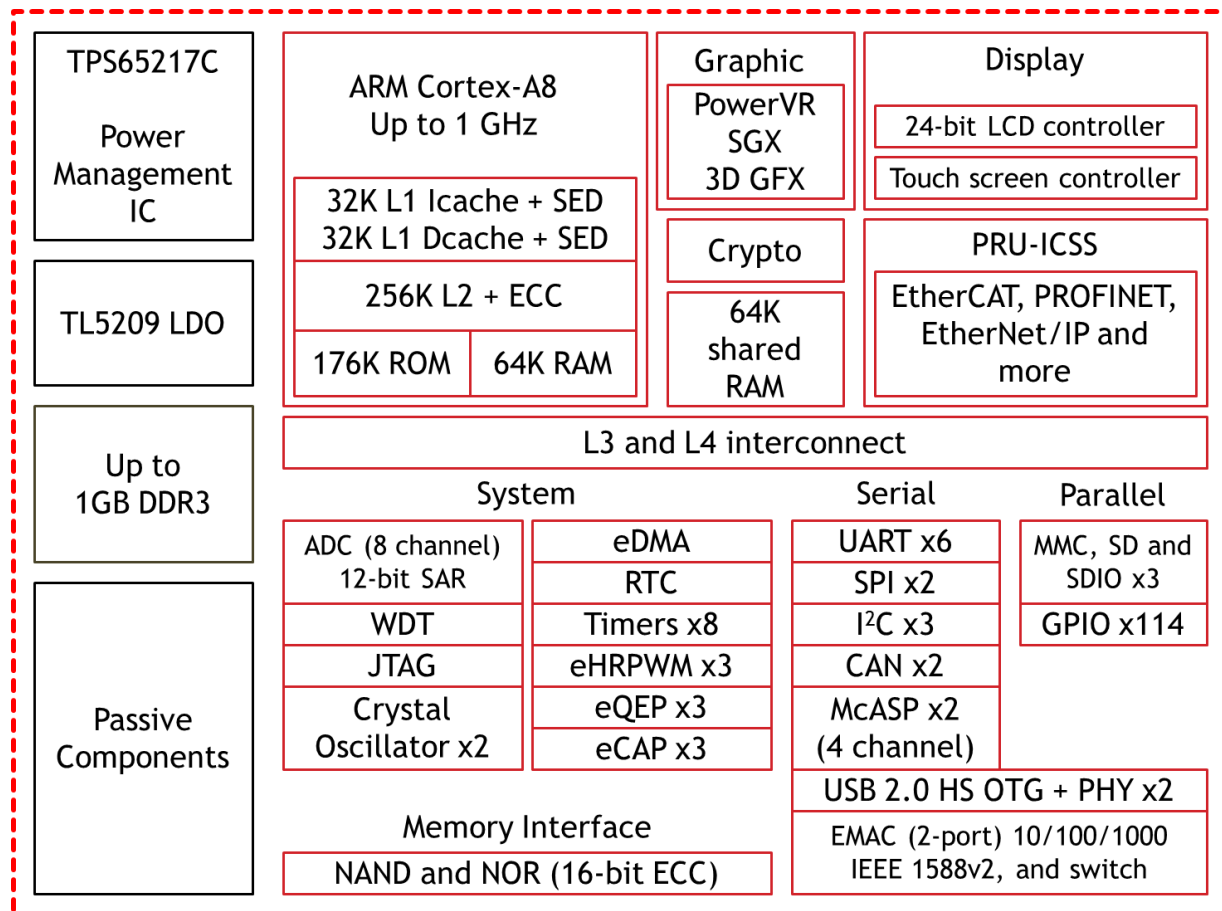 TPS65217C
Power
Management
IC
TL5209 LDO
Up to
1GB DDR3
Passive
Components
ARM Cortex-A8
Up to 1 GHz
32K L1 Icache + SED
32K L1 Dcache + SED
256K L2 + ECC
176K ROM
64K RAM
Graphic
PowerVR
SGX
3D GFX
Crypto
64K
shared
RAM
Display
24-bit LCD controller
Touch screen controller
PRU-ICSS
EtherCAT, PROFINET,
EtherNet/IP and
more
L3 and L4 interconnect
System
ADC (8 channel)
12-bit SAR
WDT
JTAG
Crystal
Oscillator x2
eDMA
RTC
Timers x8
eHRPWM x3
eQEP x3
eCAP x3
Serial
UART x6
SPI x2
I²C x3
CAN x2
McASP x2
(4 channel)
USB 2.0 HS OTG + PHY x2
EMAC (2-port) 10/100/1000
IEEE 1588v2, and switch
Parallel
MMC, SD and
SDIO x3
GPIO x114
Memory Interface
NAND and NOR (16-bit ECC)